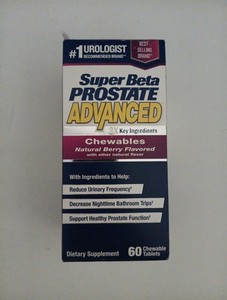 #1 UROLOGIST
RECOMMENDED BRAND
BEST
SELLING
BRAND
Super Beta
PROSTATE
ADVANCED
3X Key Ingredients
Chewables
Natural Berry Flavored
with other natural flavor
With Ingredients to Help:
Reduce Urinary Frequency†
Decrease Nighttime Bathroom Trips†
Support Healthy Prostate Function†
Dietary Supplement
60 Chewable
Tablets